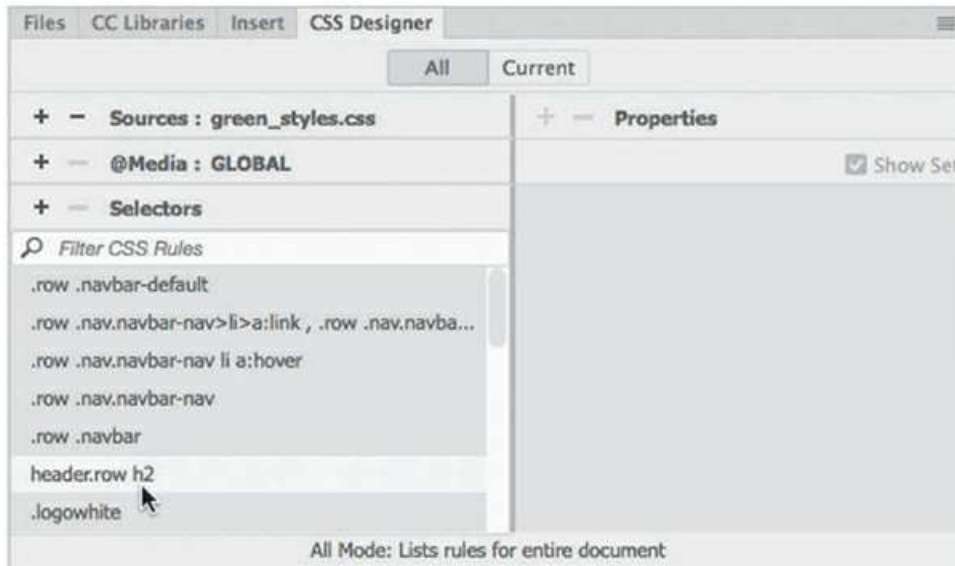 Files CC Libraries Insert CSS Designer
All Current
+ − Sources : green_styles.css
+ − Properties
+ − @Media : GLOBAL
Show Set
+ − Selectors
Filter CSS Rules
.row .navbar-default
.row .nav.navbar-nav>li>a:link , .row .nav.navba...
.row .nav.navbar-nav li a:hover
.row .nav.navbar-nav
.row .navbar
header.row h2
.logowhite
All Mode: Lists rules for entire document